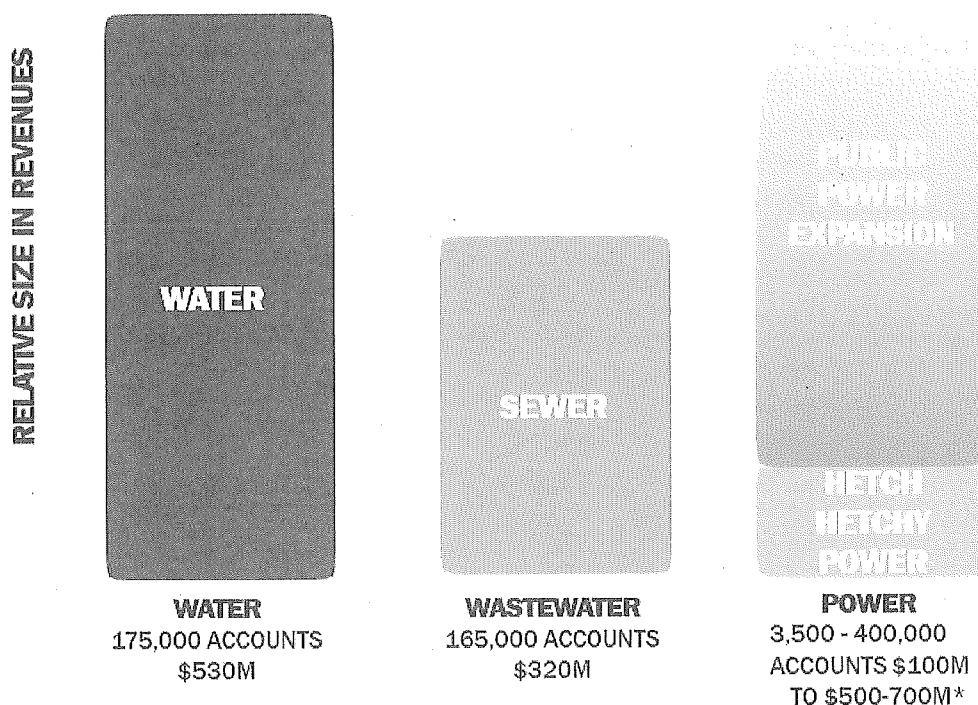 RELATIVE SIZE IN REVENUES
WATER
SEWER
PUBLIC
POWER
EXPANSION
HETCH
HETCHY
POWER
WATER
175,000 ACCOUNTS
$530M
WASTEWATER
165,000 ACCOUNTS
$320M
POWER
3,500 - 400,000
ACCOUNTS $100M
TO $500-700M*